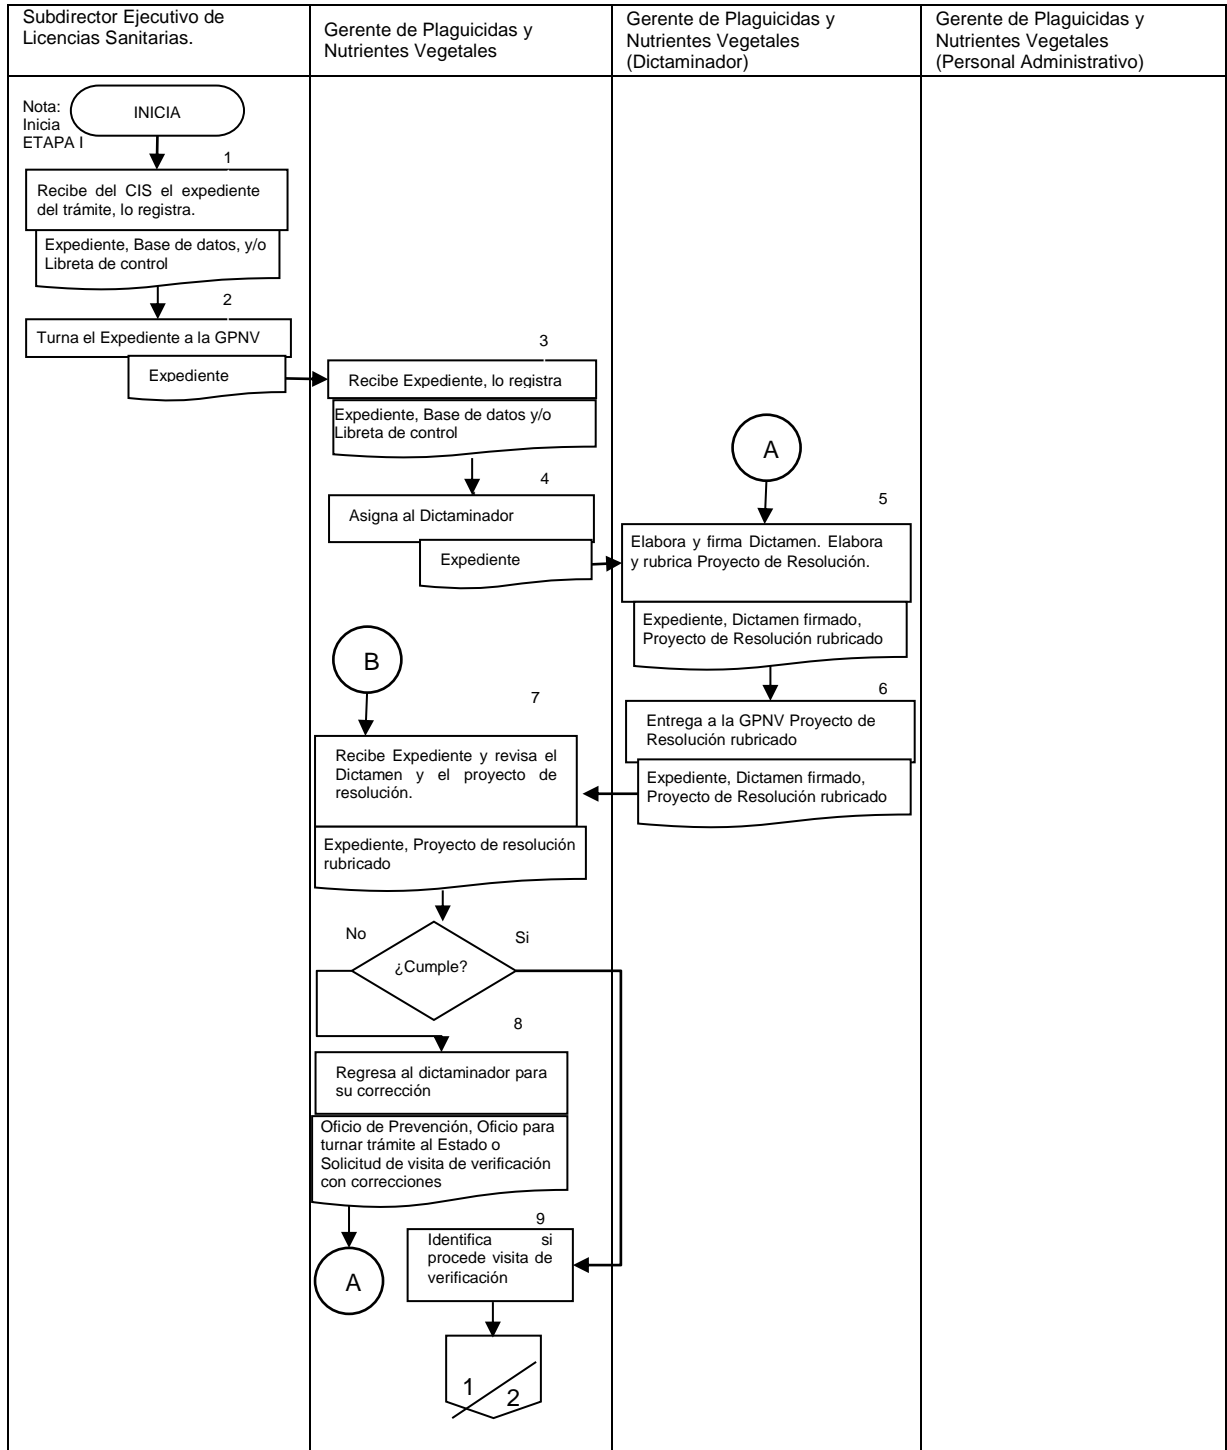 Subdirector Ejecutivo de
Licencias Sanitarias.
Gerente de Plaguicidas y
Nutrientes Vegetales
Gerente de Plaguicidas y
Nutrientes Vegetales
(Dictaminador)
Gerente de Plaguicidas y
Nutrientes Vegetales
(Personal Administrativo)
Nota:
Inicia
ETAPA I
INICIA
1
Recibe del CIS el expediente
del trámite, lo registra.
Expediente, Base de datos, y/o
Libreta de control
2
Turna el Expediente a la GPNV
Expediente
3
Recibe Expediente, lo registra
Expediente, Base de datos y/o
Libreta de control
4
Asigna al Dictaminador
Expediente
A
5
Elabora y firma Dictamen. Elabora
y rubrica Proyecto de Resolución.
Expediente, Dictamen firmado,
Proyecto de Resolución rubricado
6
Entrega a la GPNV Proyecto de
Resolución rubricado
Expediente, Dictamen firmado,
Proyecto de Resolución rubricado
B
7
Recibe Expediente y revisa el
Dictamen y el proyecto de
resolución.
Expediente, Proyecto de resolución
rubricado
No
Si
¿Cumple?
8
Regresa al dictaminador para
su corrección
Oficio de Prevención, Oficio para
turnar trámite al Estado o
Solicitud de visita de verificación
con correcciones
A
9
Identifica si
procede visita de
verificación
1
2